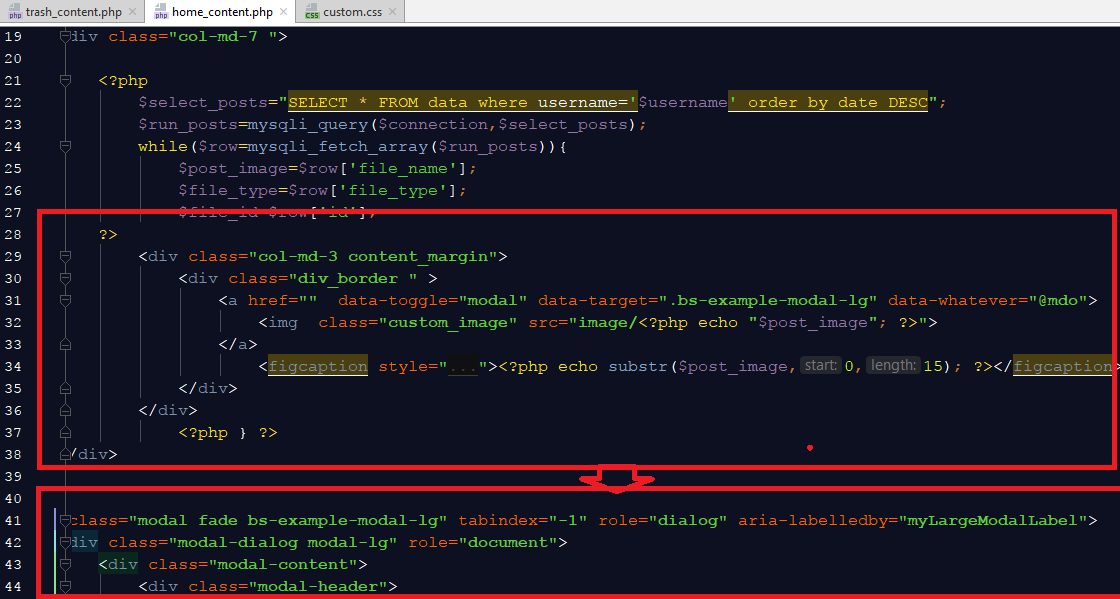 trash_content.php home_content.php custom.css
19 div class="col-md-7 ">
20
21 <?php
22 $select_posts="SELECT * FROM data where username='$username' order by date DESC";
23 $run_posts=mysqli_query($connection,$select_posts);
24 while($row=mysqli_fetch_array($run_posts)){
25 $post_image=$row['file_name'];
26 $file_type=$row['file_type'];
27 $file_id=$row['id'];
28 ?>
29 <div class="col-md-3 content_margin">
30 <div class="div_border " >
31 <a href="" data-toggle="modal" data-target=".bs-example-modal-lg" data-whatever="@mdo">
32 <img class="custom_image" src="image/<?php echo "$post_image"; ?>">
33 </a>
34 <figcaption style="..."><?php echo substr($post_image, start: 0, length: 15); ?></figcaption>
35 </div>
36 </div>
37 <?php } ?>
38 /div>
39
40
41 class="modal fade bs-example-modal-lg" tabindex="-1" role="dialog" aria-labelledby="myLargeModalLabel">
42 div class="modal-dialog modal-lg" role="document">
43 <div class="modal-content">
44 <div class="modal-header">